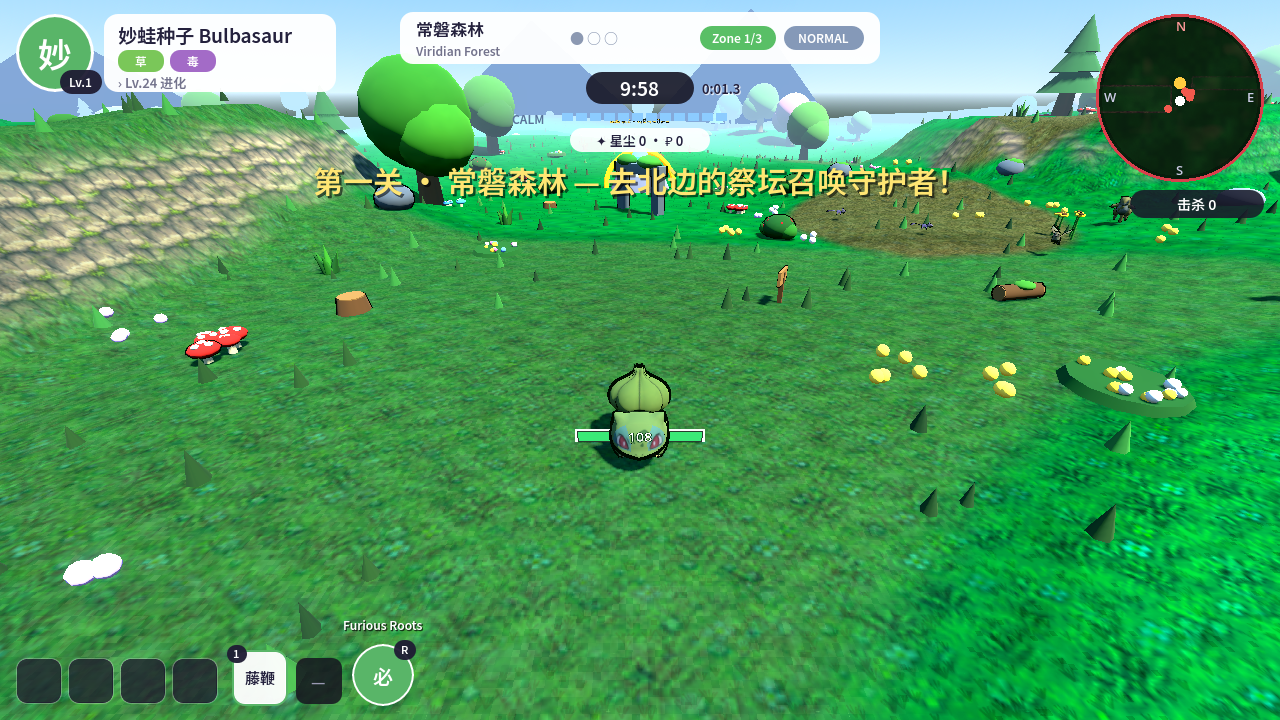 妙
Lv.1
妙蛙种子 Bulbasaur
草
毒
› Lv.24 进化
常磐森林
Viridian Forest
Zone 1/3
NORMAL
9:58
0:01.3
CALM
✦ 星尘 0 · ₽ 0
第一关 · 常磐森林 — 去北边的祭坛召唤守护者！
N
W
E
S
击杀 0
108
Furious Roots
1
藤鞭
—
必
R